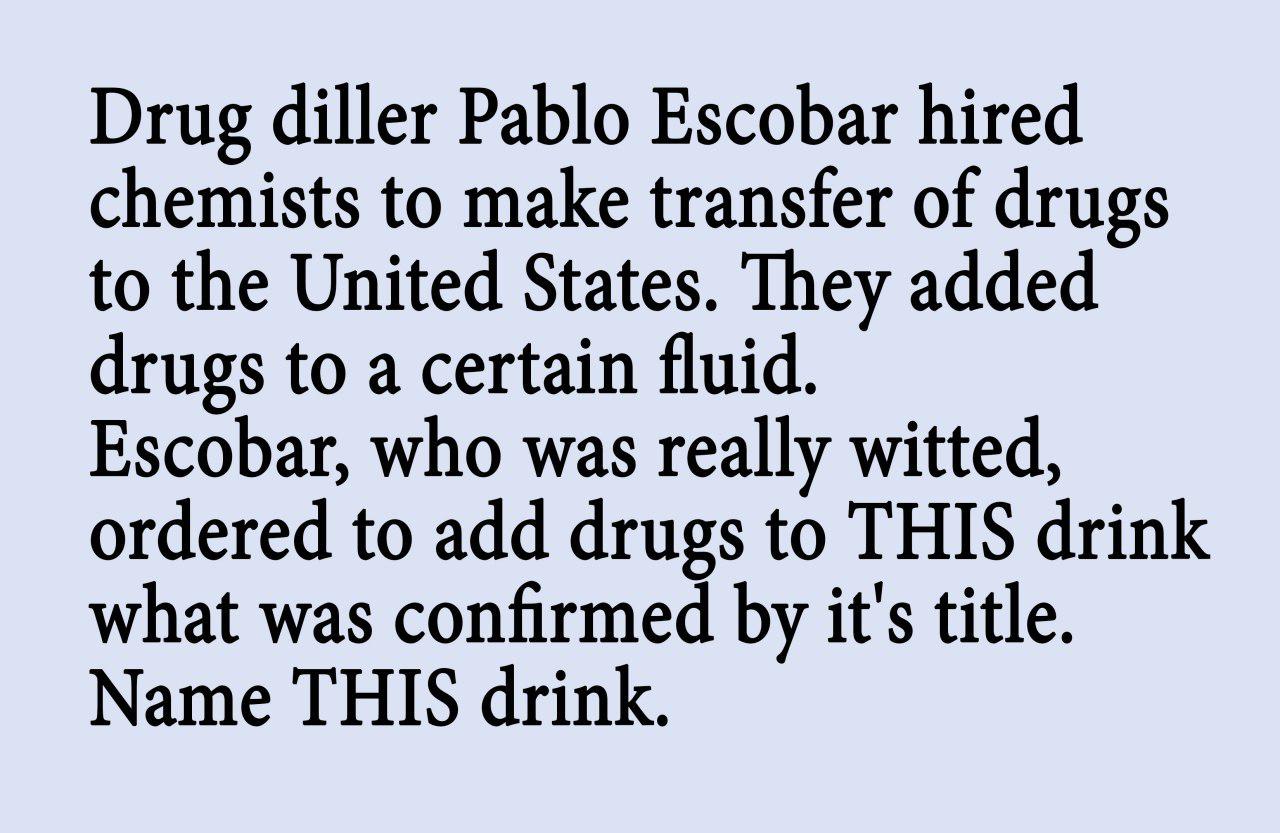 Drug diller Pablo Escobar hired
chemists to make transfer of drugs
to the United States. They added
drugs to a certain fluid.
Escobar, who was really witted,
ordered to add drugs to THIS drink
what was confirmed by it's title.
Name THIS drink.